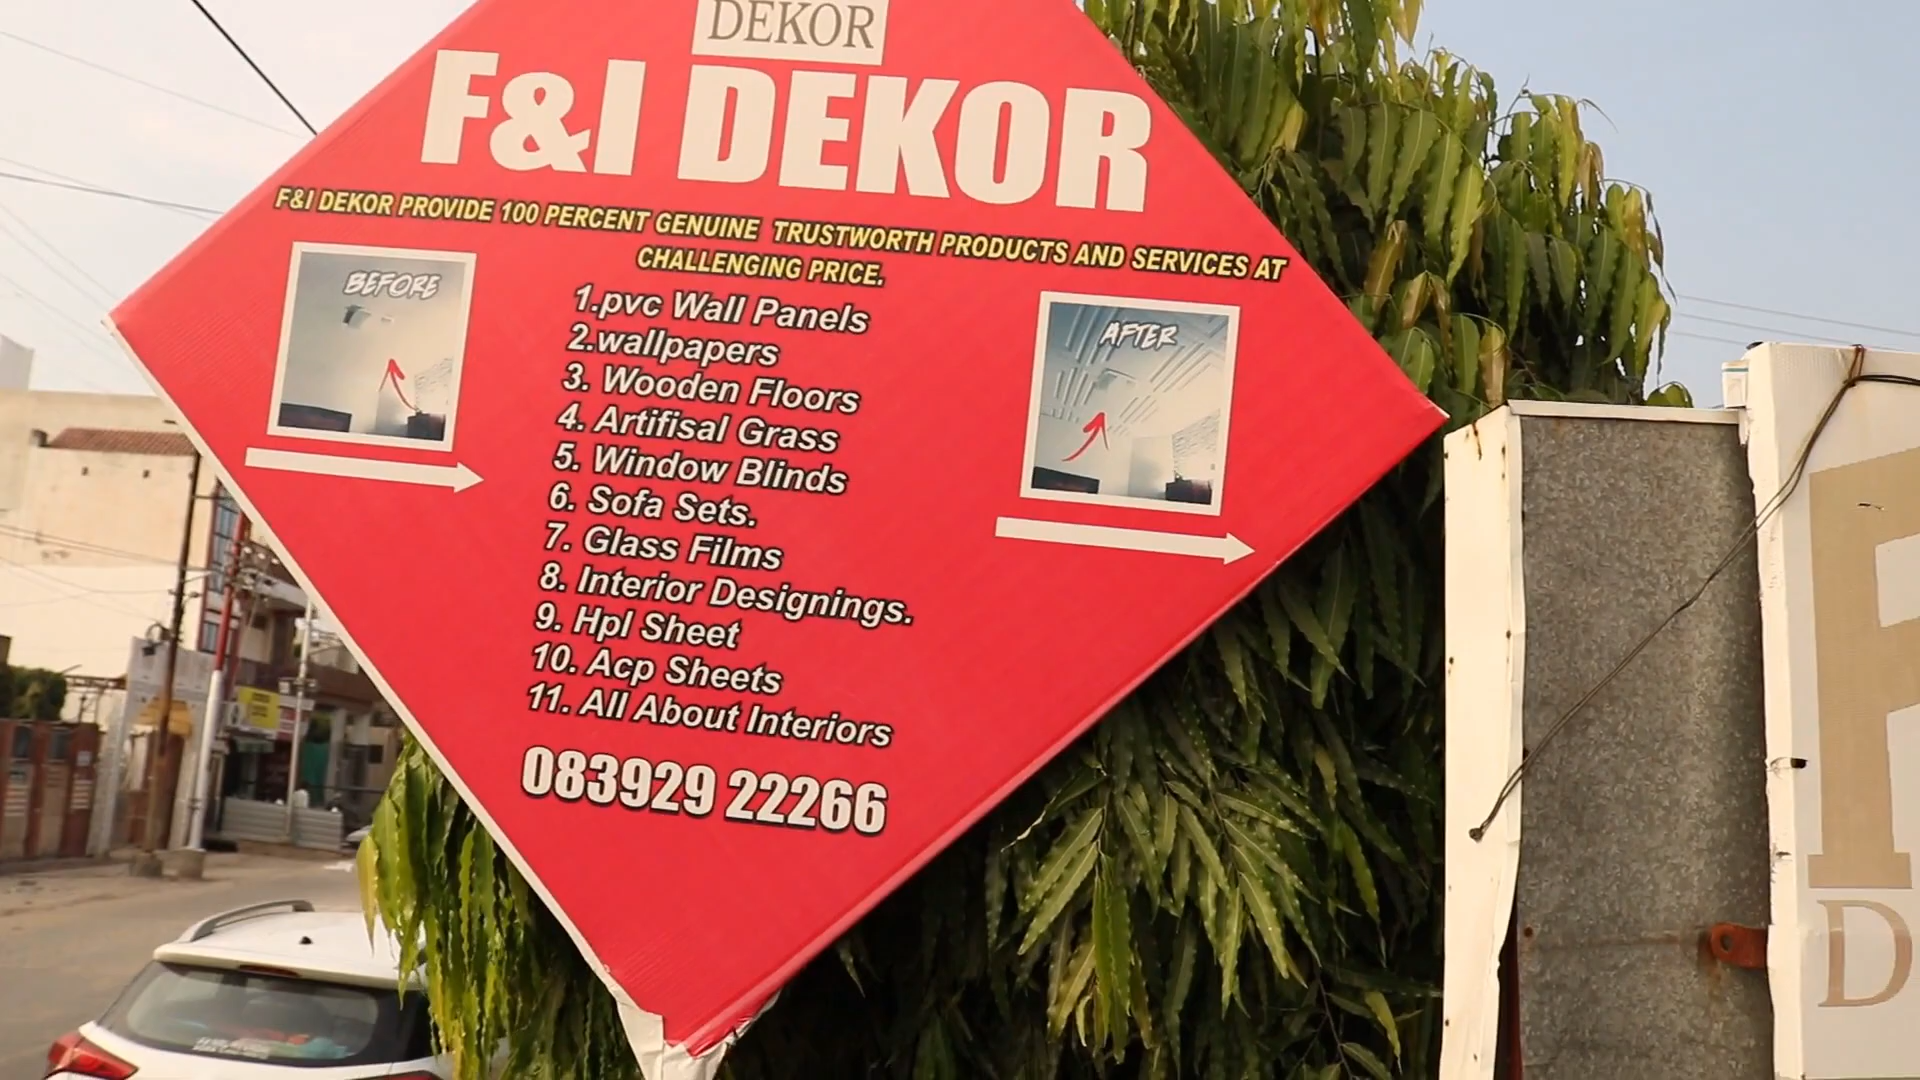 DEKOR
F&I DEKOR
F&I DEKOR PROVIDE 100 PERCENT GENUINE TRUSTWORTH PRODUCTS AND SERVICES AT
CHALLENGING PRICE.
BEFORE
AFTER
1.pvc Wall Panels
2.wallpapers
3. Wooden Floors
4. Artifisal Grass
5. Window Blinds
6. Sofa Sets.
7. Glass Films
8. Interior Designings.
9. Hpl Sheet
10. Acp Sheets
11. All About Interiors
083929 22266
D